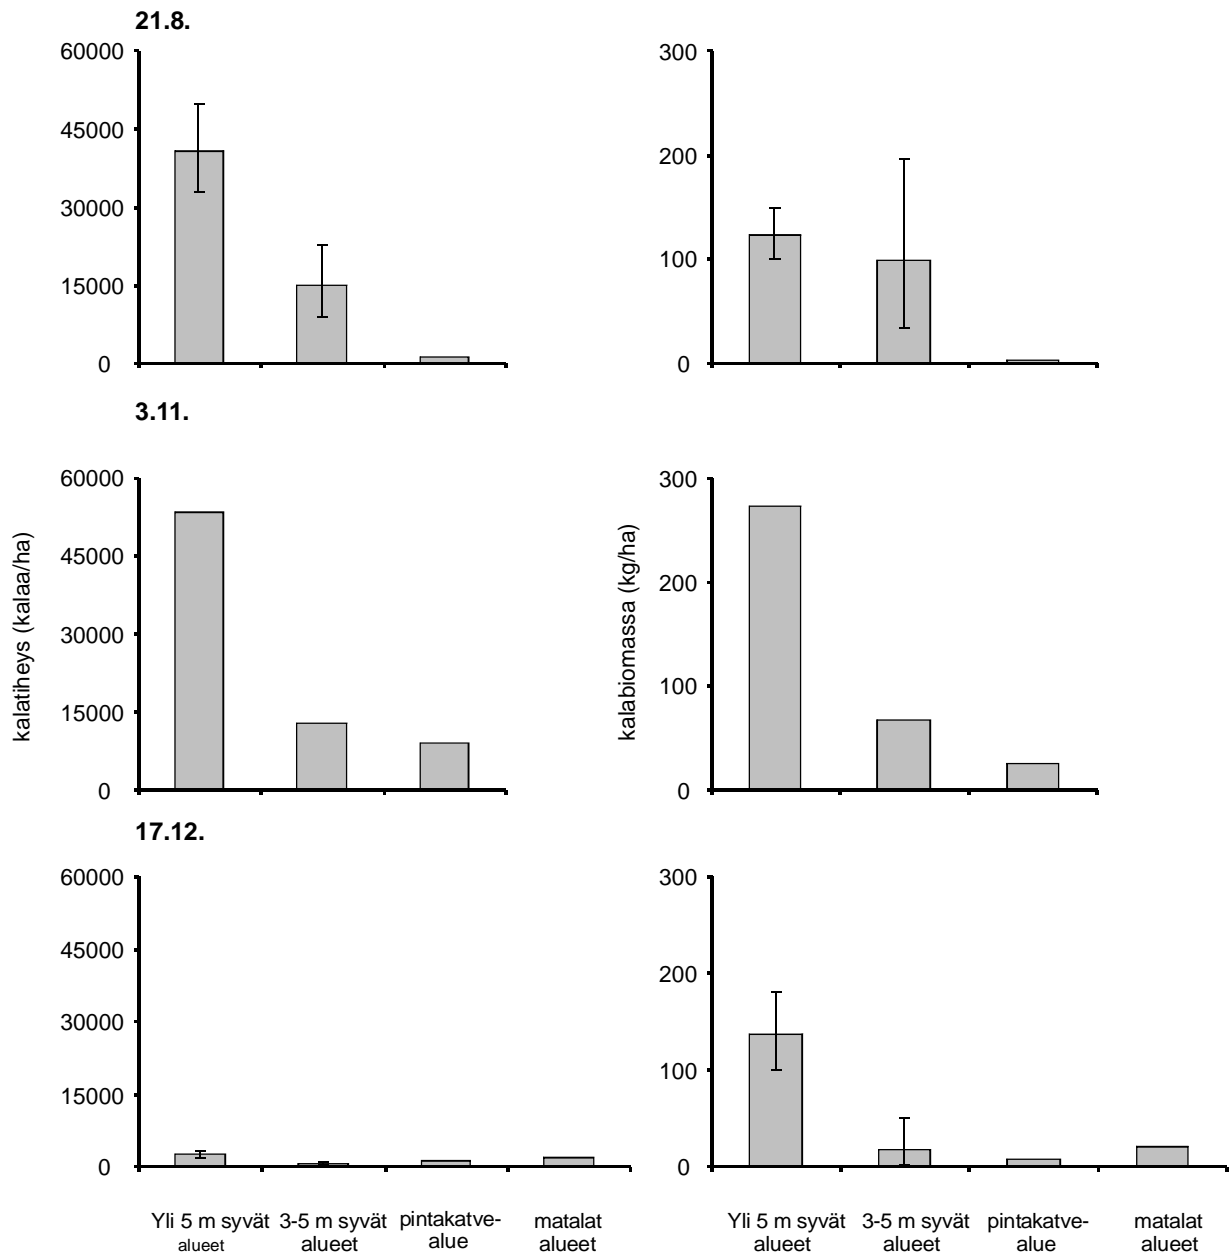 21.8.
60000
45000
30000
15000
0
300
200
100
0
3.11.
kalatiheys (kalaa/ha)
60000
45000
30000
15000
0
kalabiomassa (kg/ha)
300
200
100
0
17.12.
60000
45000
30000
15000
0
300
200
100
0
Yli 5 m syvät
alueet
3-5 m syvät
alueet
pintakatve-
alue
matalat
alueet
Yli 5 m syvät
alueet
3-5 m syvät
alueet
pintakatve-
alue
matalat
alueet